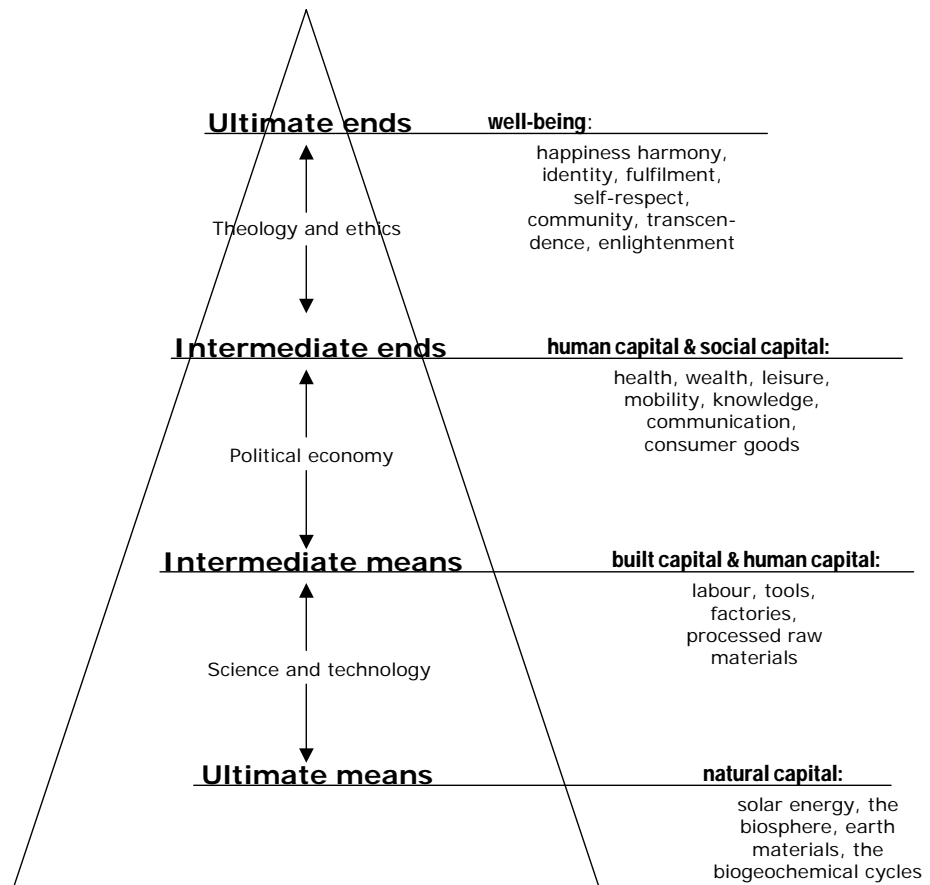 Ultimate ends
well-being:
happiness harmony,
identity, fulfilment,
self-respect,
community, transcen-
dence, enlightenment
Theology and ethics
Intermediate ends
human capital & social capital:
health, wealth, leisure,
mobility, knowledge,
communication,
consumer goods
Political economy
Intermediate means
built capital & human capital:
labour, tools,
factories,
processed raw
materials
Science and technology
Ultimate means
natural capital:
solar energy, the
biosphere, earth
materials, the
biogeochemical cycles